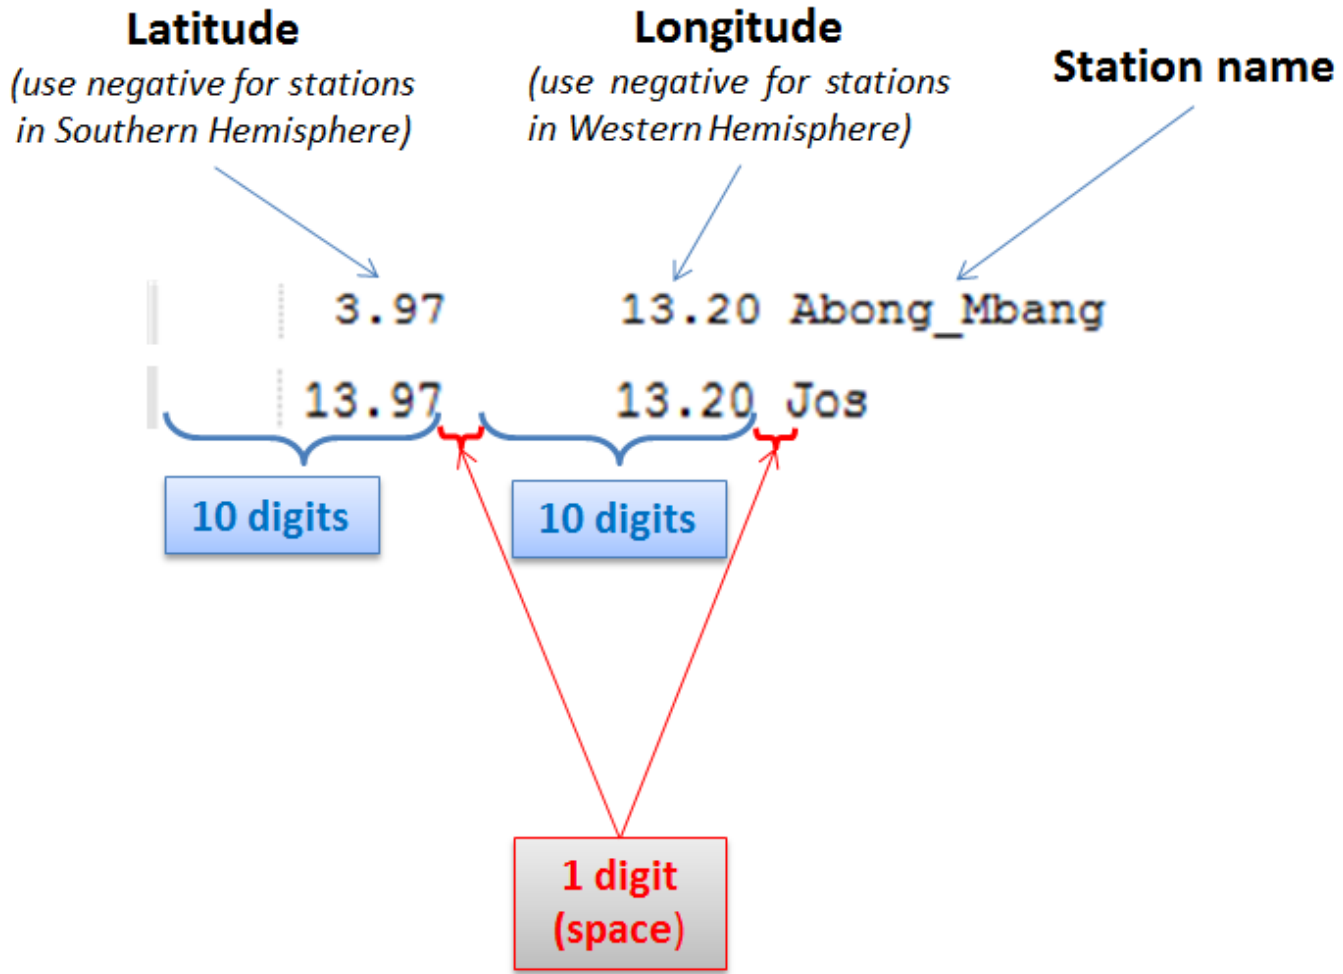 Latitude
(use negative for stations
in Southern Hemisphere)
Longitude
(use negative for stations
in Western Hemisphere)
Station name
3.97 13.20 Abong_Mbang
13.97 13.20 Jos
10 digits
10 digits
1 digit
(space)